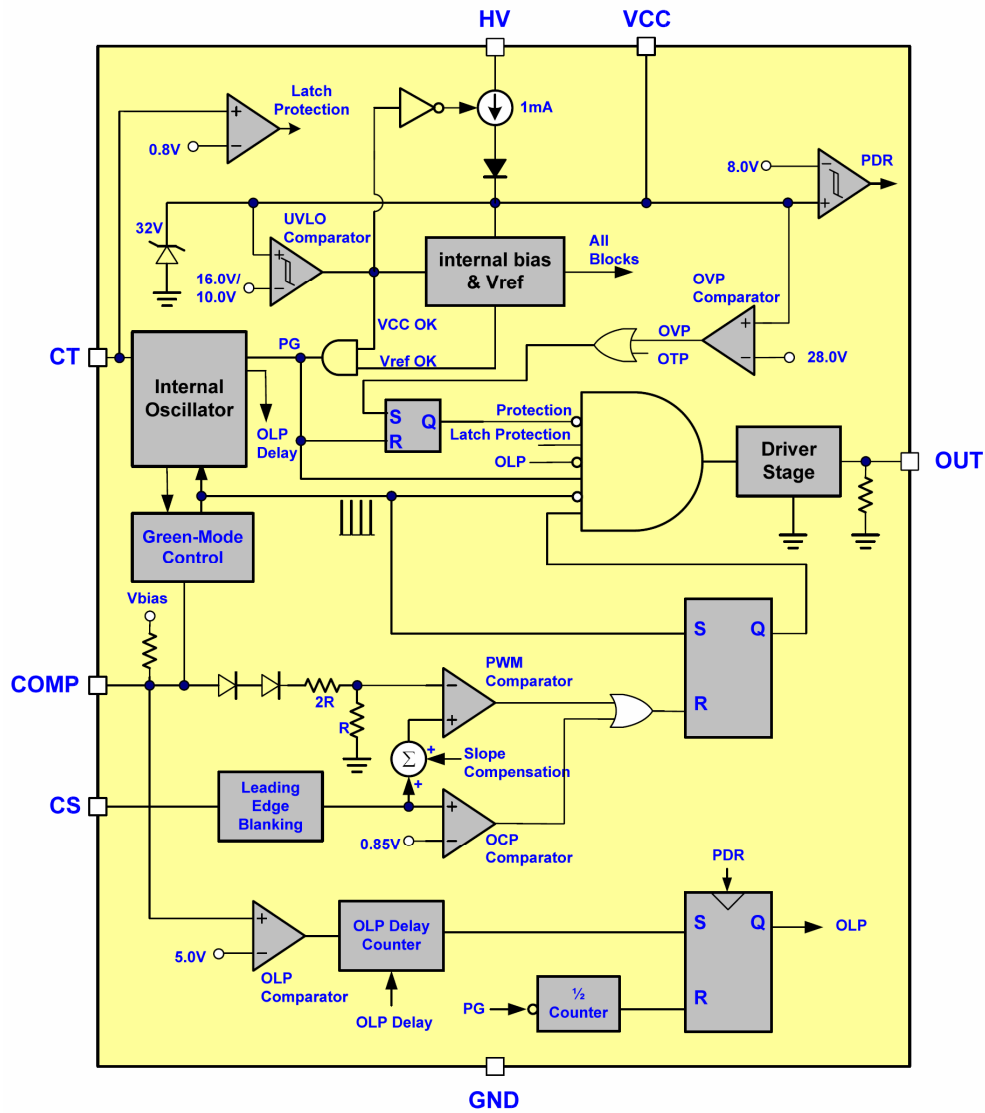 HV
VCC
Latch
Protection
0.8V
1mA
8.0V
PDR
32V
UVLO
Comparator
16.0V/
10.0V
internal bias
& Vref
All
Blocks
OVP
Comparator
VCC OK
Vref OK
PG
OVP
OTP
28.0V
CT
Internal
Oscillator
OLP
Delay
S
R
Q
Protection
Latch Protection
OLP
Driver
Stage
OUT
Green-Mode
Control
Vbias
COMP
2R
R
PWM
Comparator
S
Q
R
Σ
+
+
Slope
Compensation
CS
Leading
Edge
Blanking
0.85V
OCP
Comparator
PDR
OLP Delay
Counter
S
Q
OLP
5.0V
OLP
Comparator
OLP Delay
PG
½
Counter
R
GND